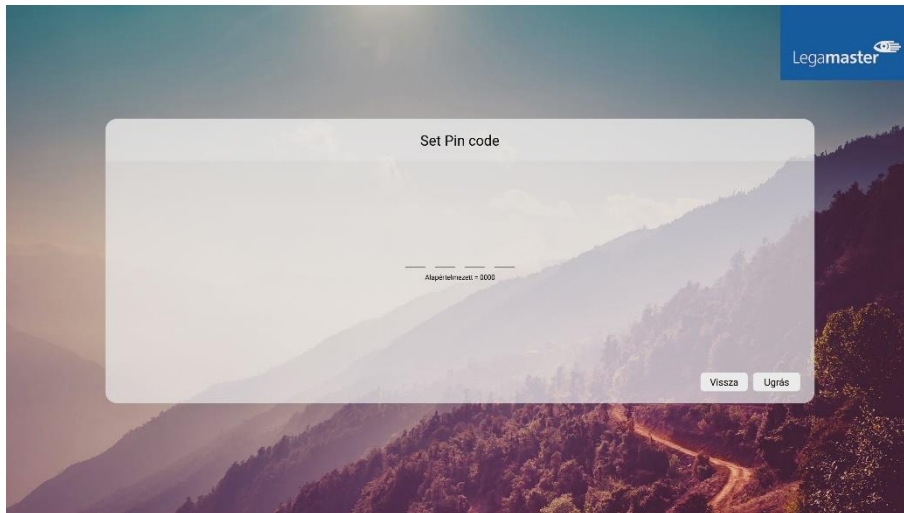 Legamaster
Set Pin code
Alapértelmezett = 0000
Vissza Ugrás